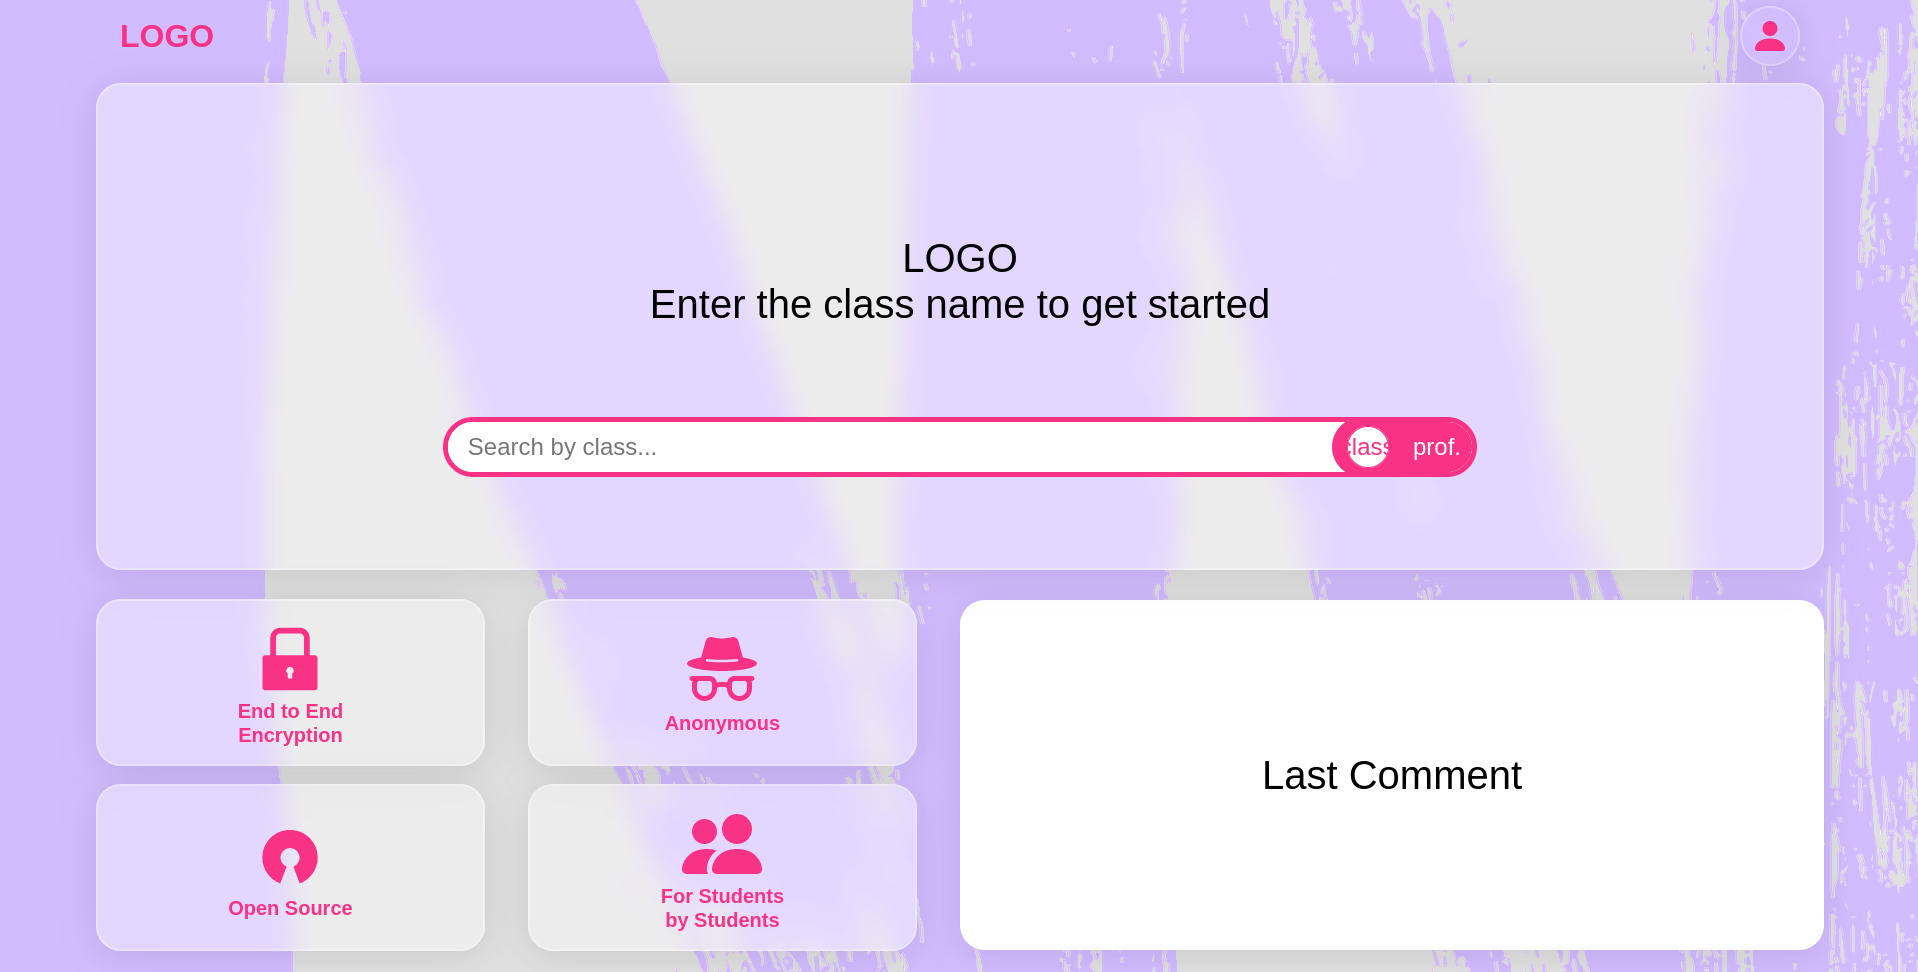 LOGO
LOGO
Enter the class name to get started
Search by class...
class
prof.
End to End
Encryption
Anonymous
Open Source
For Students
by Students
Last Comment